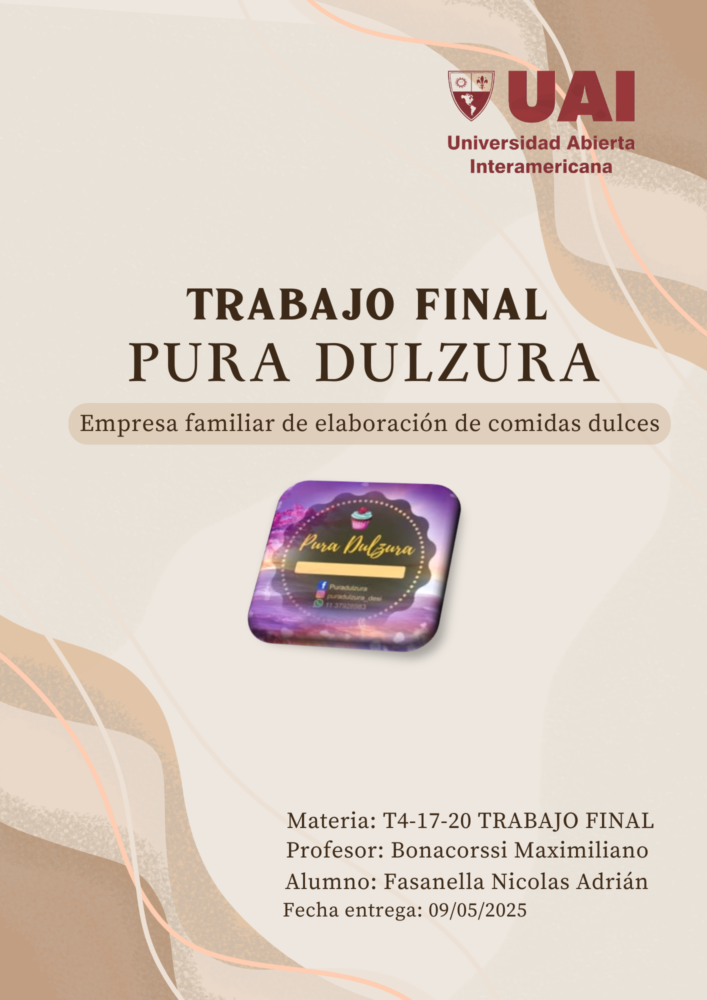 UAI
Universidad Abierta
Interamericana
TRABAJO FINAL
PURA DULZURA
Empresa familiar de elaboración de comidas dulces
Pura Dulzura
Puradulzura
puradulzura_desi
11 37928983
Materia: T4-17-20 TRABAJO FINAL
Profesor: Bonacorssi Maximiliano
Alumno: Fasanella Nicolas Adrián
Fecha entrega: 09/05/2025